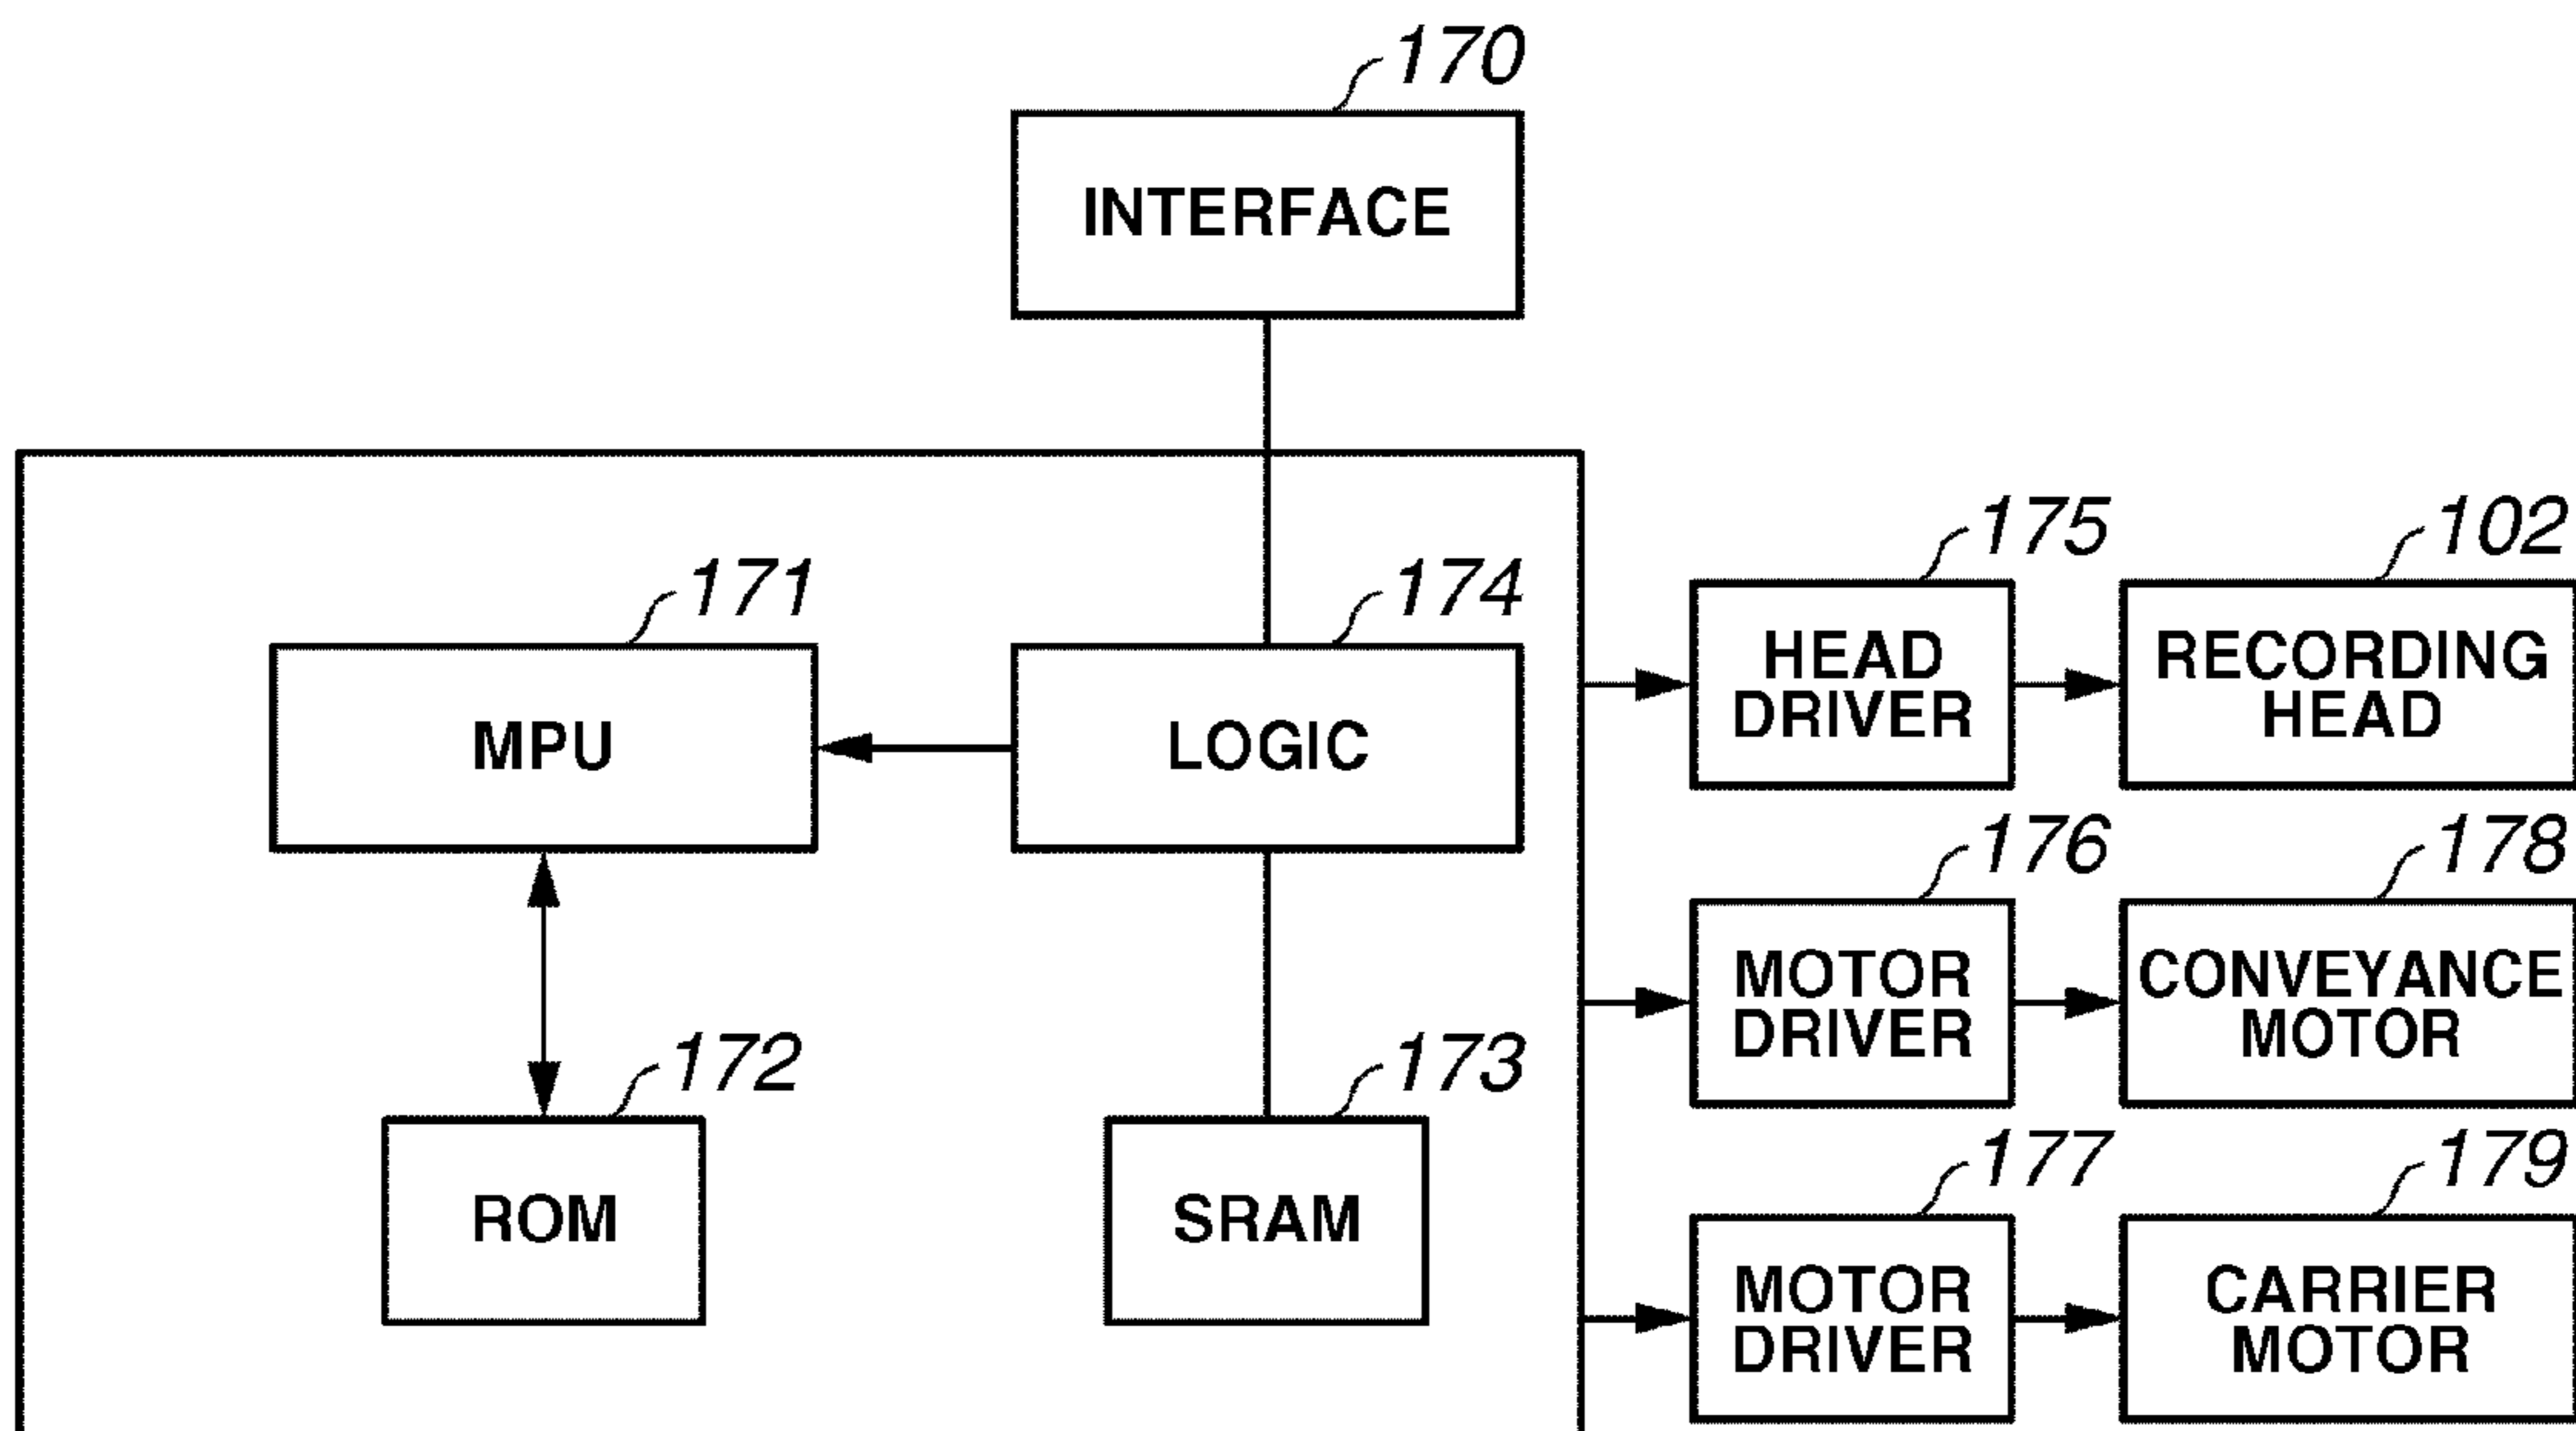 170
INTERFACE
171
MPU
174
LOGIC
172
ROM
173
SRAM
175
HEAD
DRIVER
102
RECORDING
HEAD
176
MOTOR
DRIVER
178
CONVEYANCE
MOTOR
177
MOTOR
DRIVER
179
CARRIER
MOTOR